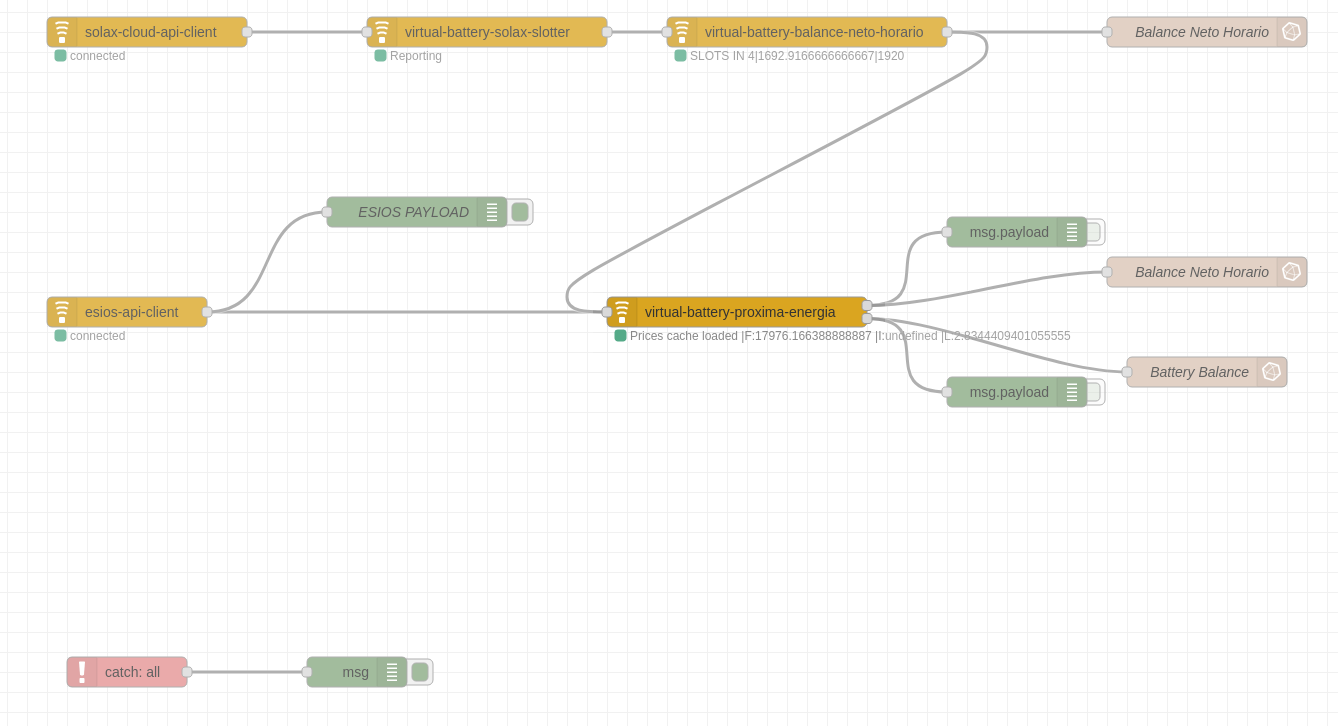 solax-cloud-api-client
connected
virtual-battery-solax-slotter
Reporting
virtual-battery-balance-neto-horario
SLOTS IN 4|1692.9166666666667|1920
Balance Neto Horario
ESIOS PAYLOAD
msg.payload
Balance Neto Horario
esios-api-client
connected
virtual-battery-proxima-energia
Prices cache loaded |F:17976.166388888887 |I:undefined |L:2.8344409401055555
Battery Balance
msg.payload
catch: all
msg